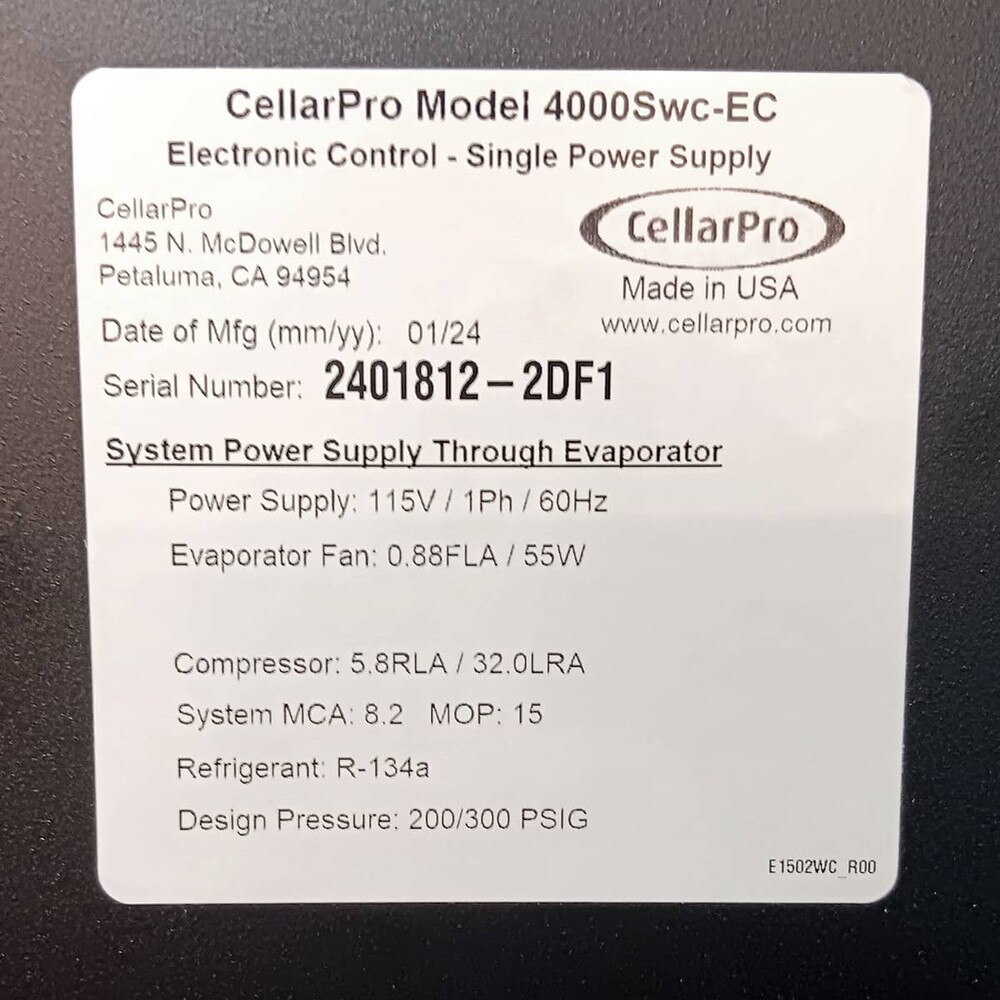 CellarPro Model 4000Swc-EC
Electronic Control - Single Power Supply
CellarPro
1445 N. McDowell Blvd.
Petaluma, CA 94954
CellarPro
Made in USA
www.cellarpro.com
Date of Mfg (mm/yy): 01/24
Serial Number: 2401812-2DF1
System Power Supply Through Evaporator
Power Supply: 115V / 1Ph / 60Hz
Evaporator Fan: 0.88FLA / 55W
Compressor: 5.8RLA / 32.0LRA
System MCA: 8.2 MOP: 15
Refrigerant: R-134a
Design Pressure: 200/300 PSIG
E1502WC_R00